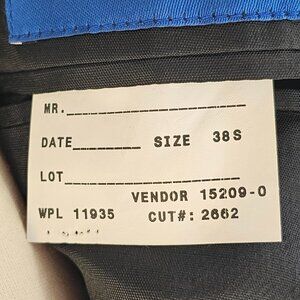 MR.
DATE SIZE 38S
LOT
VENDOR 15209-0
WPL 11935 CUT#: 2662